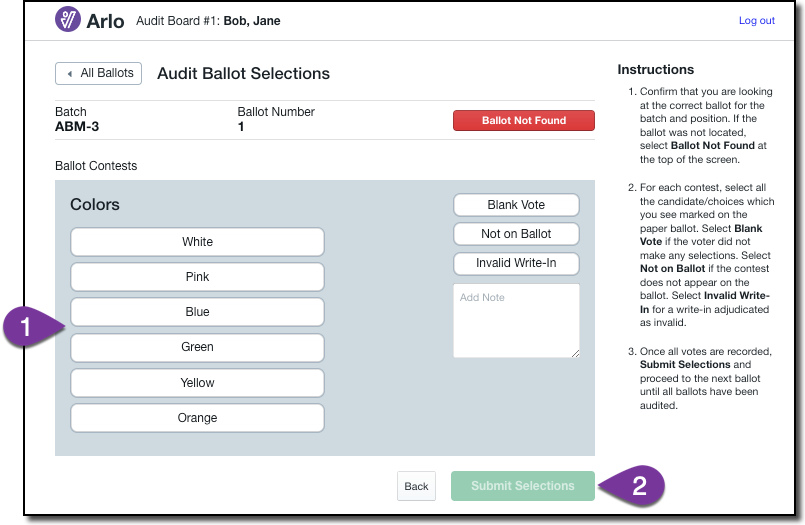 Arlo Audit Board #1: Bob, Jane
Log out
All Ballots Audit Ballot Selections
Batch Ballot Number
ABM-3 1
Ballot Not Found
Ballot Contests
Colors
White
Pink
Blue
Green
Yellow
Orange
Blank Vote
Not on Ballot
Invalid Write-In
Add Note
1
Back
Submit Selections
2
Instructions
1. Confirm that you are looking
at the correct ballot for the
batch and position. If the
ballot was not located,
select Ballot Not Found at
the top of the screen.
2. For each contest, select all
the candidate/choices which
you see marked on the
paper ballot. Select Blank
Vote if the voter did not
make any selections. Select
Not on Ballot if the contest
does not appear on the
ballot. Select Invalid Write-
In for a write-in adjudicated
as invalid.
3. Once all votes are recorded,
Submit Selections and
proceed to the next ballot
until all ballots have been
audited.